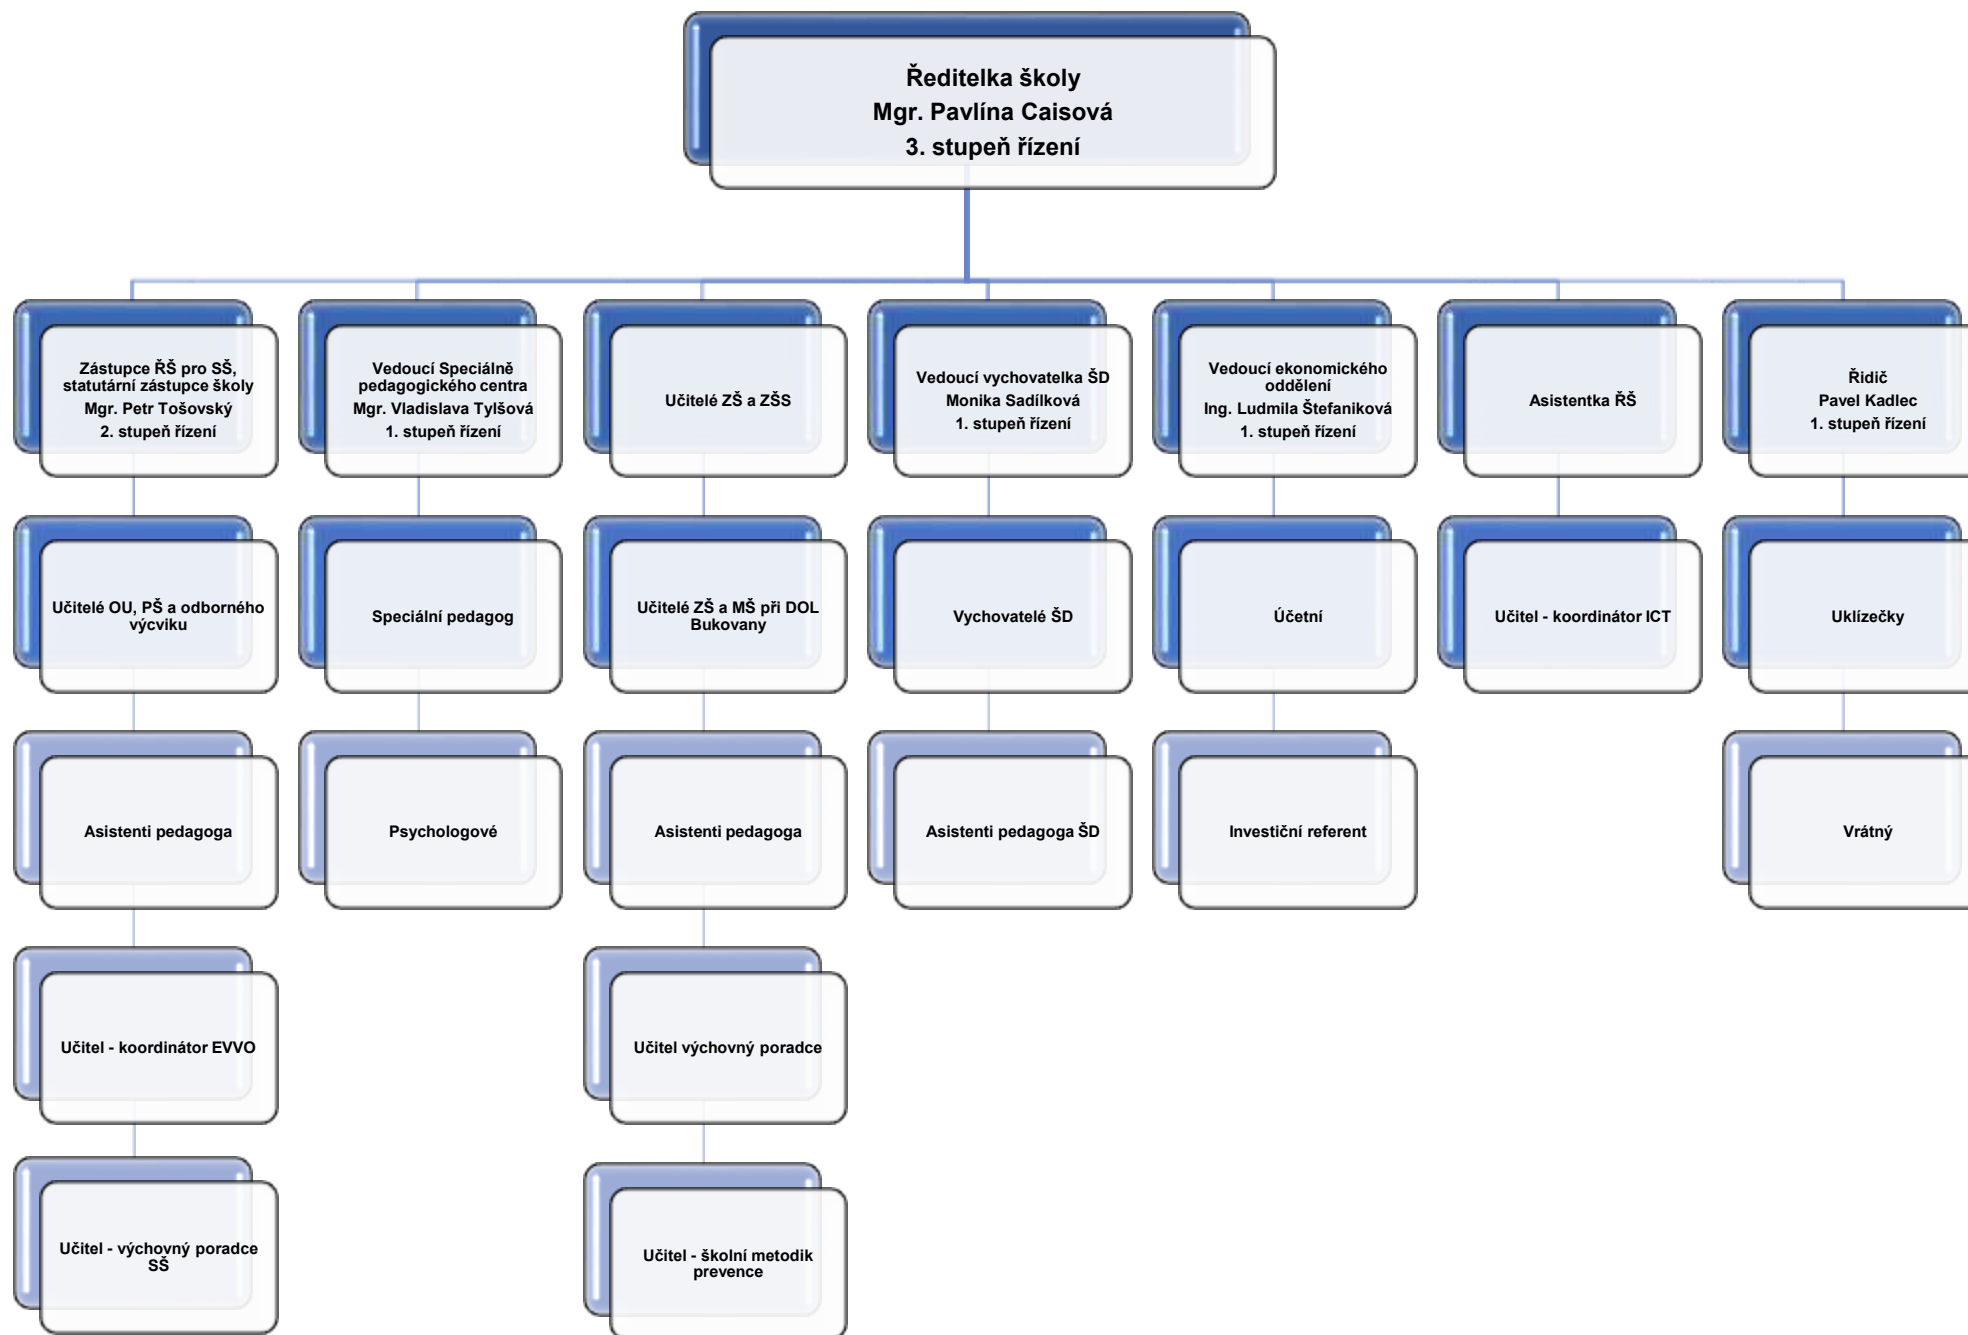 Ředitelka školy
Mgr. Pavlína Caisová
3. stupeň řízení
Zástupce ŘŠ pro SŠ,
statutární zástupce školy
Mgr. Petr Tošovský
2. stupeň řízení
Vedoucí Speciálně
pedagogického centra
Mgr. Vladislava Tylšová
1. stupeň řízení
Učitelé ZŠ a ZŠS
Vedoucí vychovatelka ŠD
Monika Sadílková
1. stupeň řízení
Vedoucí ekonomického
oddělení
Ing. Ludmila Štefaniková
1. stupeň řízení
Asistentka ŘŠ
Řidič
Pavel Kadlec
1. stupeň řízení
Učitelé OU, PŠ a odborného
výcviku
Speciální pedagog
Učitelé ZŠ a MŠ při DOL
Bukovany
Vychovatelé ŠD
Účetní
Učitel - koordinátor ICT
Uklízečky
Asistenti pedagoga
Psychologové
Asistenti pedagoga
Asistenti pedagoga ŠD
Investiční referent
Vrátný
Učitel - koordinátor EVVO
Učitel výchovný poradce
Učitel - výchovný poradce
SŠ
Učitel - školní metodik
prevence